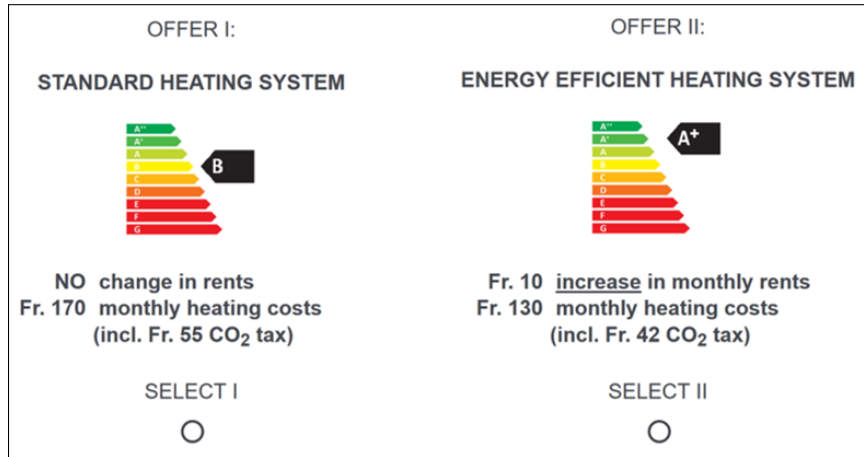 OFFER I:
STANDARD HEATING SYSTEM
A++
A+
A
B
C
D
E
F
G
B
NO change in rents
Fr. 170 monthly heating costs
(incl. Fr. 55 CO₂ tax)
SELECT I
OFFER II:
ENERGY EFFICIENT HEATING SYSTEM
A++
A+
A
B
C
D
E
F
G
A+
Fr. 10 increase in monthly rents
Fr. 130 monthly heating costs
(incl. Fr. 42 CO₂ tax)
SELECT II